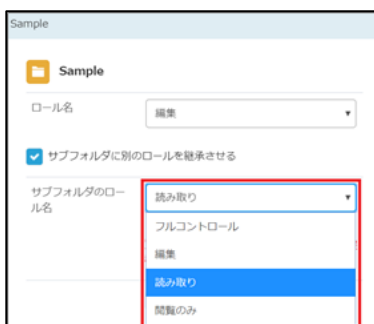 Sample
Sample
ロール名
編集
サブフォルダに別のロールを継承させる
サブフォルダのロー
ル名
読み取り
フルコントロール
編集
読み取り
閲覧のみ